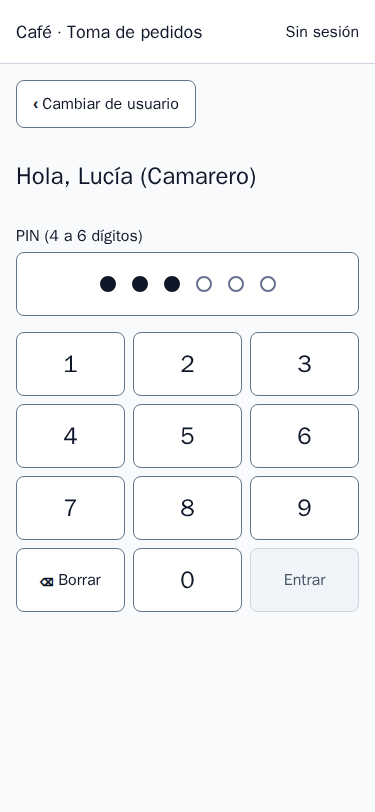 Café · Toma de pedidos Sin sesión
‹ Cambiar de usuario
Hola, Lucía (Camarero)
PIN (4 a 6 dígitos)
1 2 3
4 5 6
7 8 9
⌫ Borrar 0 Entrar